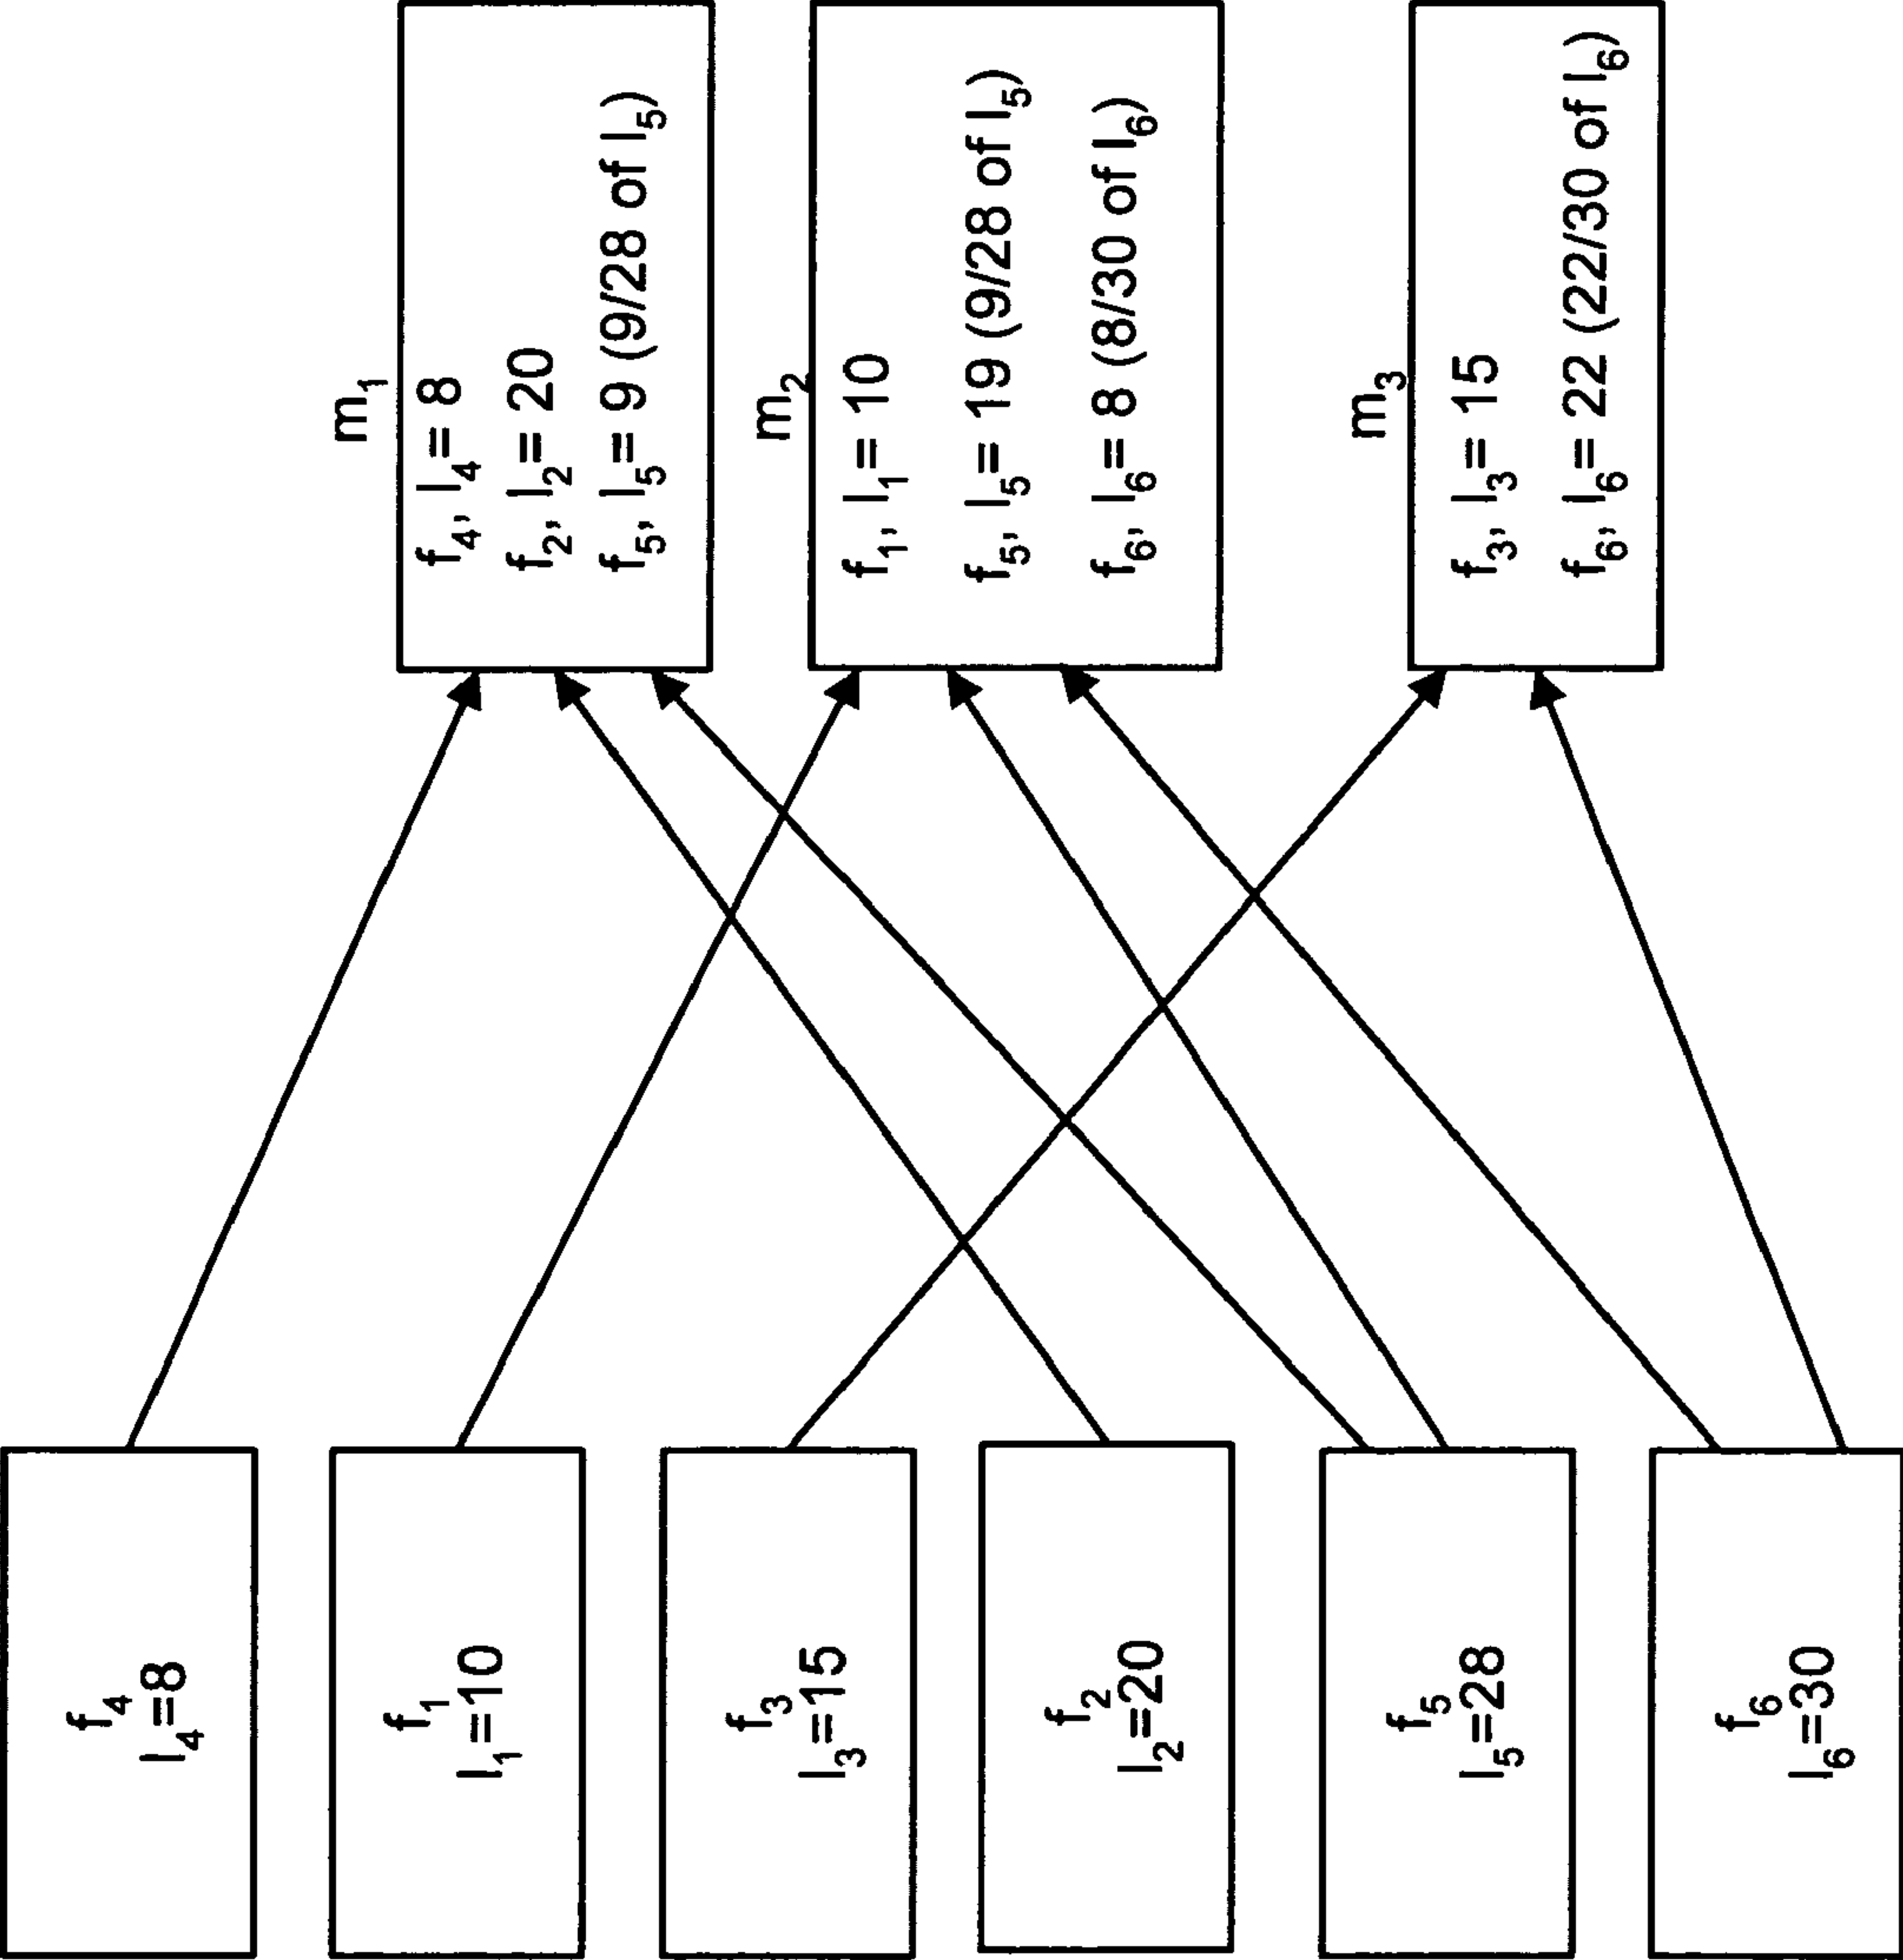 f₄
l₄=8
f₁
l₁=10
f₃
l₃=15
f₂
l₂=20
f₅
l₅=28
f₆
l₆=30
m₁
f₄, l₄= 8
f₂, l₂= 20
f₅, l₅= 9 (9/28 of l₅)
m₂
f₁, l₁= 10
f₅, l₅= 19 (9/28 of l₅)
f₆, l₆= 8 (8/30 of l₆)
m₃
f₃, l₃= 15
f₆, l₆= 22 (22/30 of l₆)